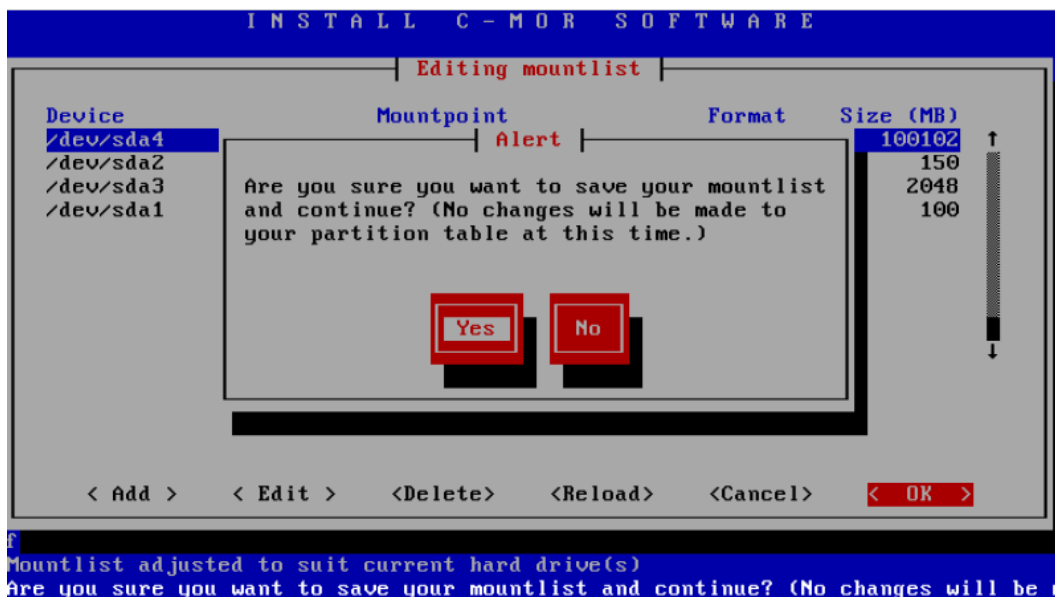 INSTALL C-MOR SOFTWARE
Editing mountlist
Device Mountpoint Format Size (MB)
/dev/sda4 100102
Alert
/dev/sda2 150
/dev/sda3 2048
/dev/sda1 100
Are you sure you want to save your mountlist
and continue? (No changes will be made to
your partition table at this time.)
Yes No
< Add > < Edit > <Delete> <Reload> <Cancel> < OK >
f
Mountlist adjusted to suit current hard drive(s)
Are you sure you want to save your mountlist and continue? (No changes will be